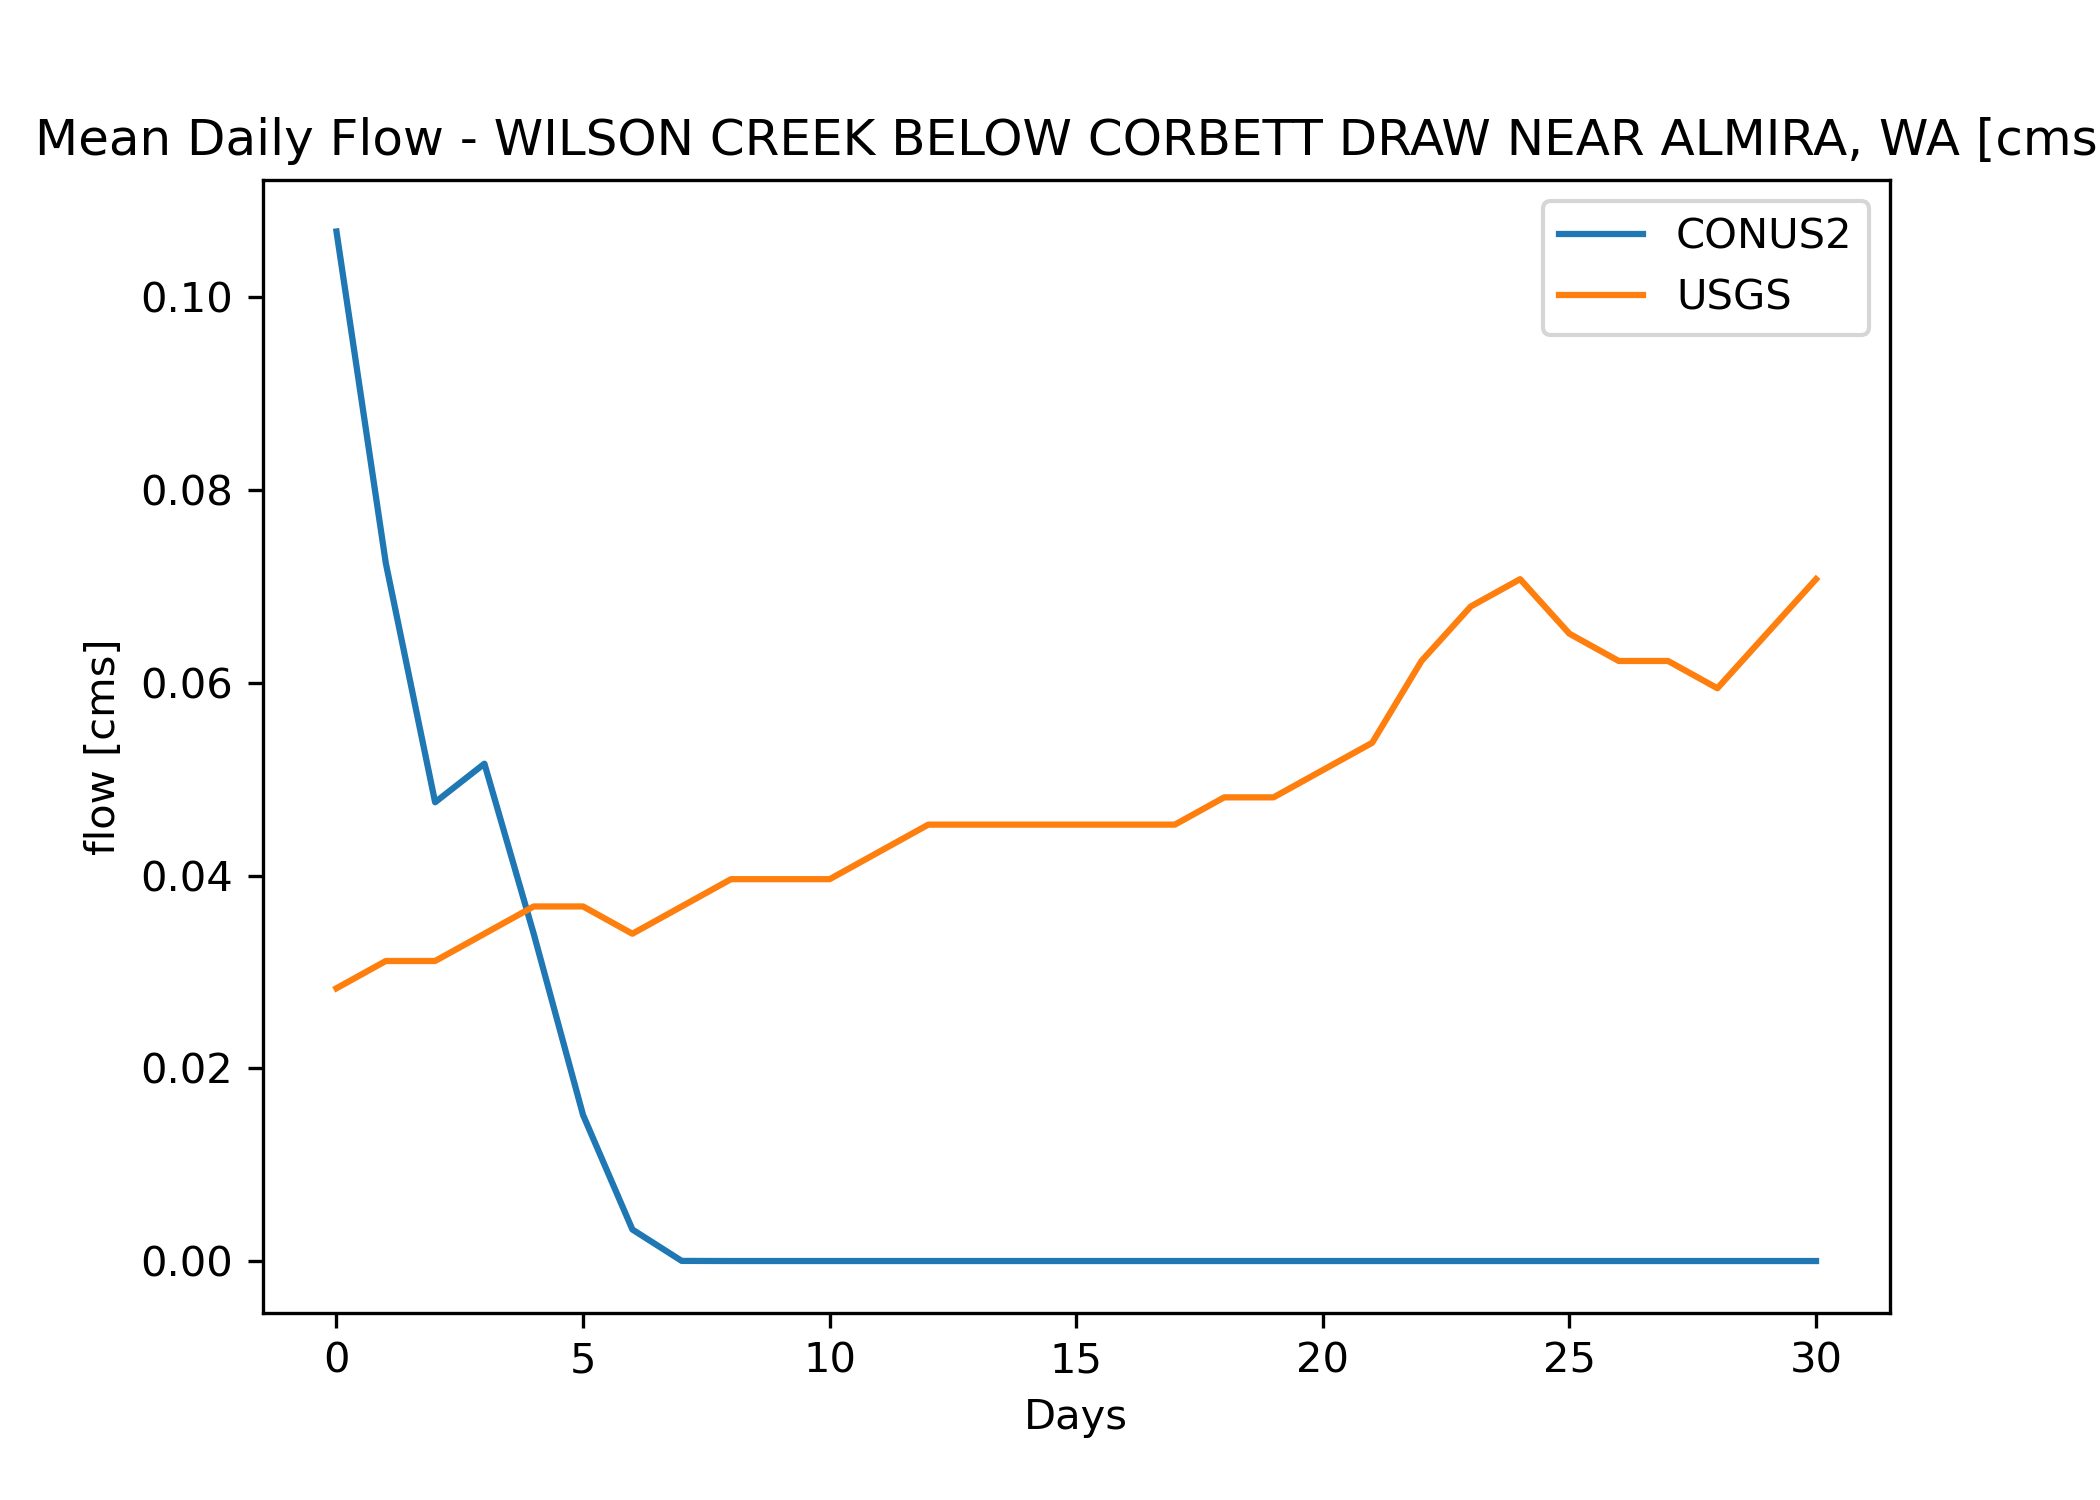 Mean Daily Flow - WILSON CREEK BELOW CORBETT DRAW NEAR ALMIRA, WA [cms
CONUS2
USGS
0.10
0.08
0.06
0.04
0.02
0.00
flow [cms]
0 5 10 15 20 25 30
Days